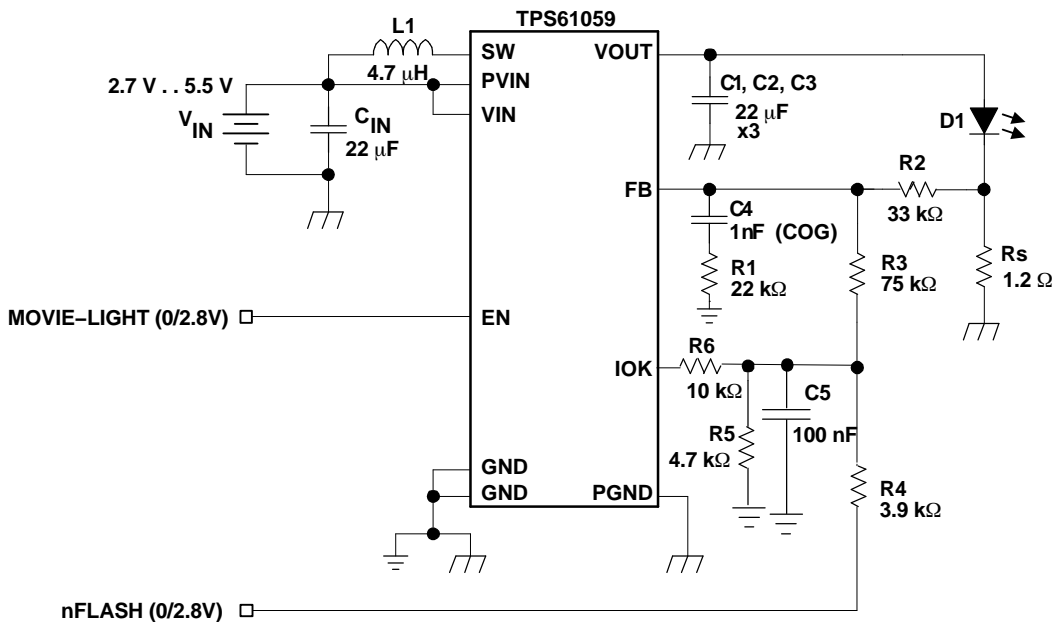 TPS61059
L1
4.7 μH
SW
PVIN
VIN
2.7 V . . 5.5 V
VIN
CIN
22 μF
VOUT
C1, C2, C3
22 μF
x3
D1
FB
R2
33 kΩ
C4
1nF (COG)
R1
22 kΩ
R3
75 kΩ
Rs
1.2 Ω
MOVIE–LIGHT (0/2.8V)
EN
IOK
R6
10 kΩ
C5
100 nF
R5
4.7 kΩ
R4
3.9 kΩ
GND
GND
PGND
nFLASH (0/2.8V)